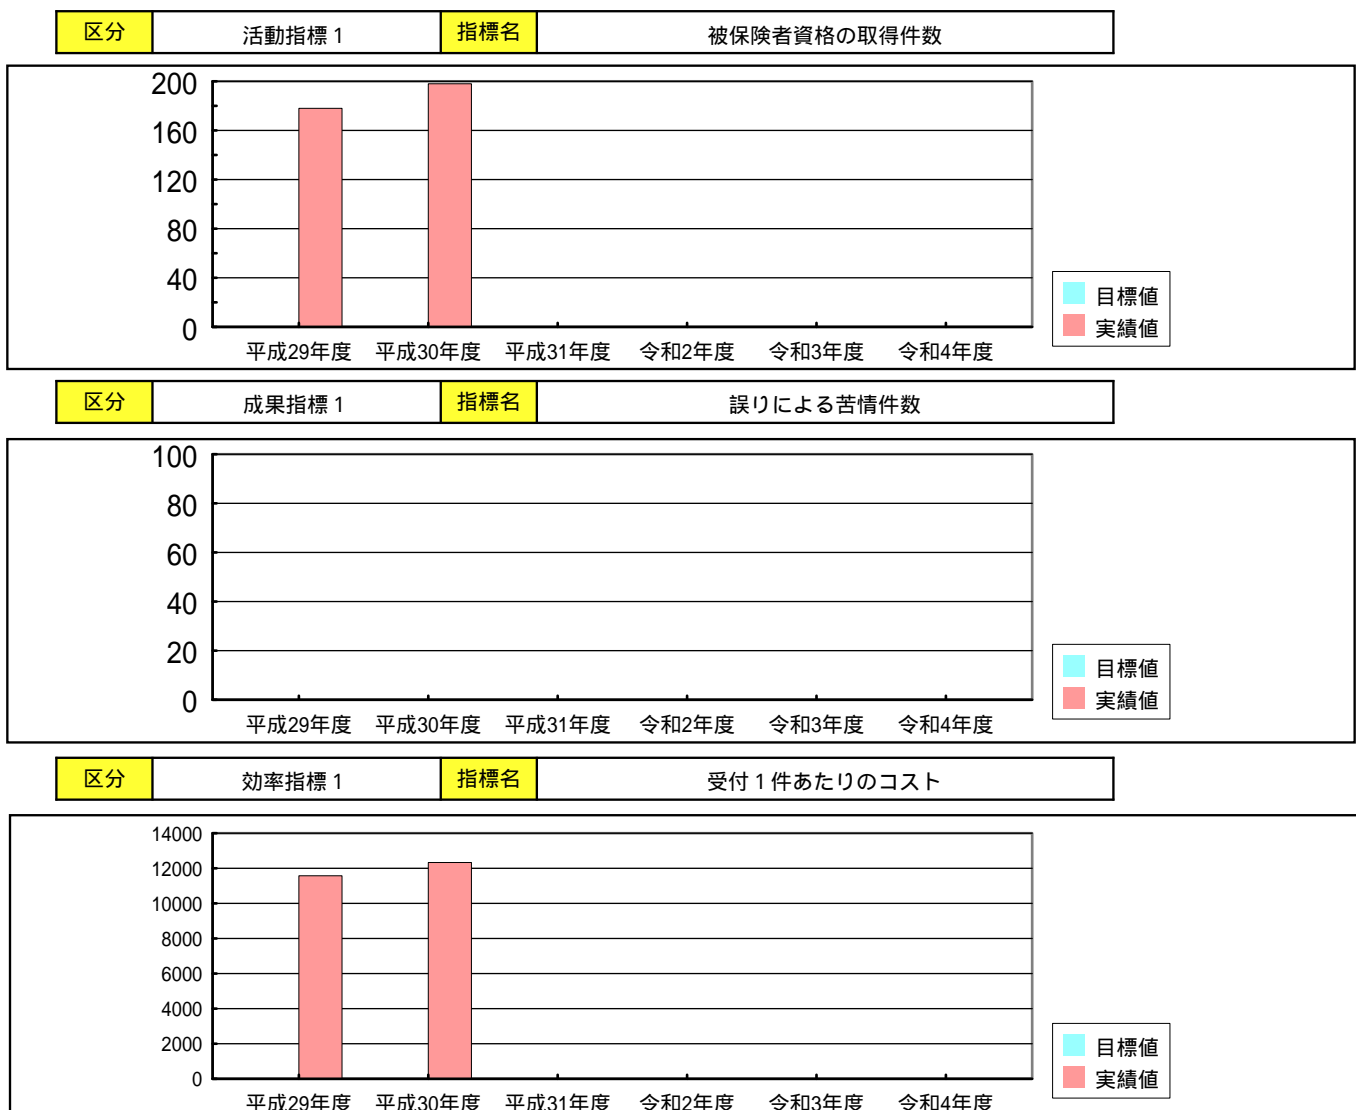 区分 活動指標1 指標名 被保険者資格の取得件数
200
160
120
80
40
0
平成29年度 平成30年度 平成31年度 令和2年度 令和3年度 令和4年度
目標値
実績値
区分 成果指標1 指標名 誤りによる苦情件数
100
80
60
40
20
0
平成29年度 平成30年度 平成31年度 令和2年度 令和3年度 令和4年度
目標値
実績値
区分 効率指標1 指標名 受付1件あたりのコスト
14000
12000
10000
8000
6000
4000
2000
0
平成29年度 平成30年度 平成31年度 令和2年度 令和3年度 令和4年度
目標値
実績値